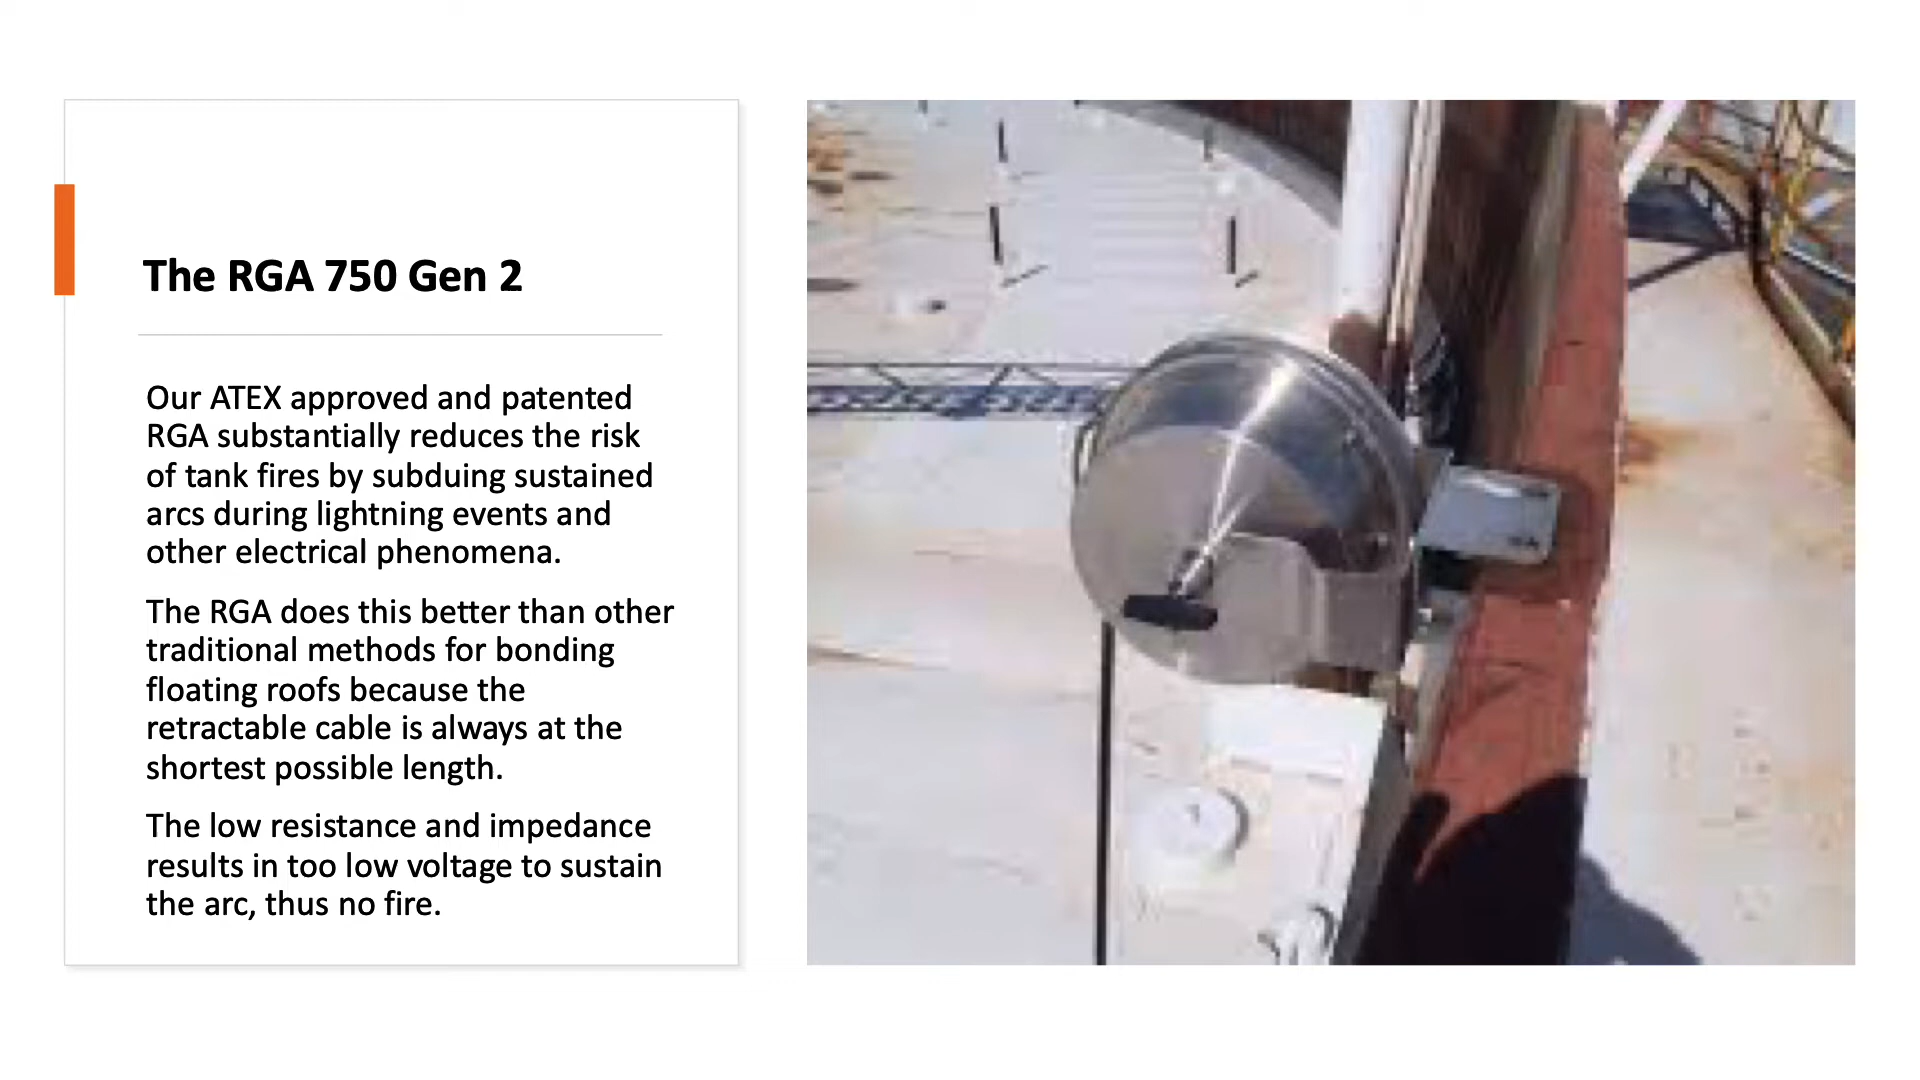 The RGA 750 Gen 2
Our ATEX approved and patented
RGA substantially reduces the risk
of tank fires by subduing sustained
arcs during lightning events and
other electrical phenomena.
The RGA does this better than other
traditional methods for bonding
floating roofs because the
retractable cable is always at the
shortest possible length.
The low resistance and impedance
results in too low voltage to sustain
the arc, thus no fire.